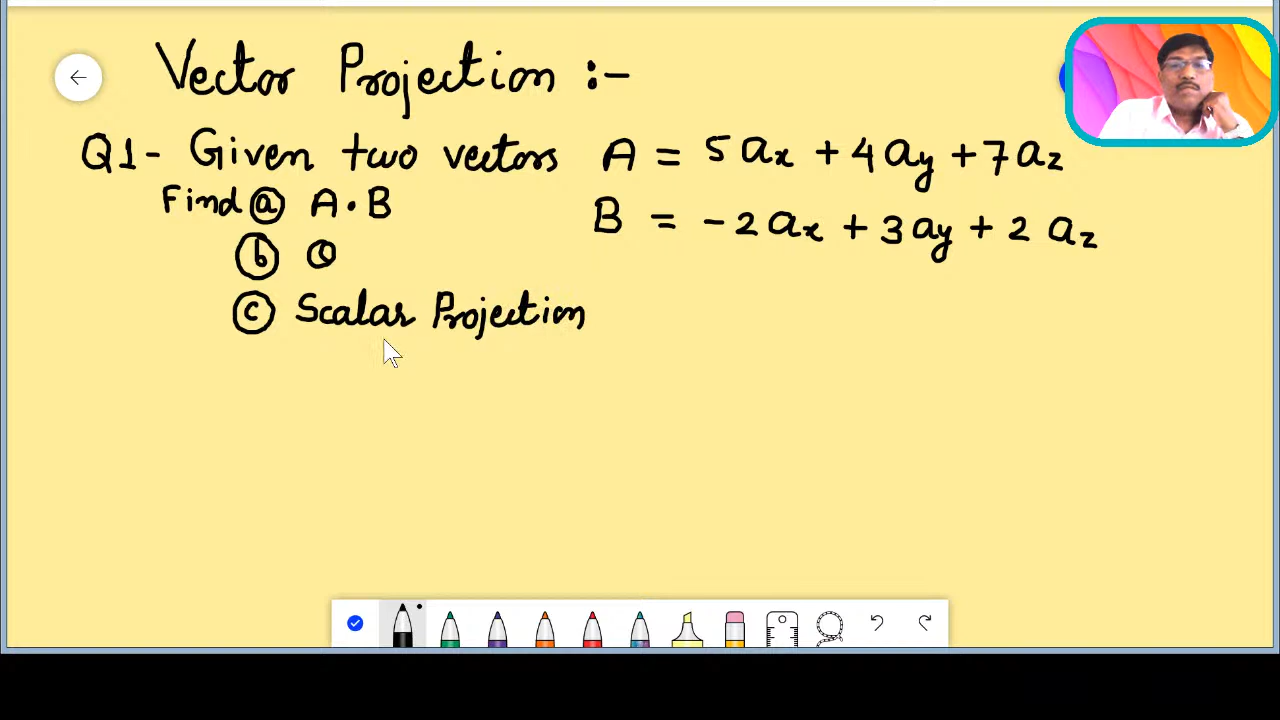 Vector Projection :-
Q1- Given two vectors A = 5ax + 4ay + 7az
Find ⓐ A · B B = -2ax + 3ay + 2az
ⓑ θ
ⓒ Scalar Projection